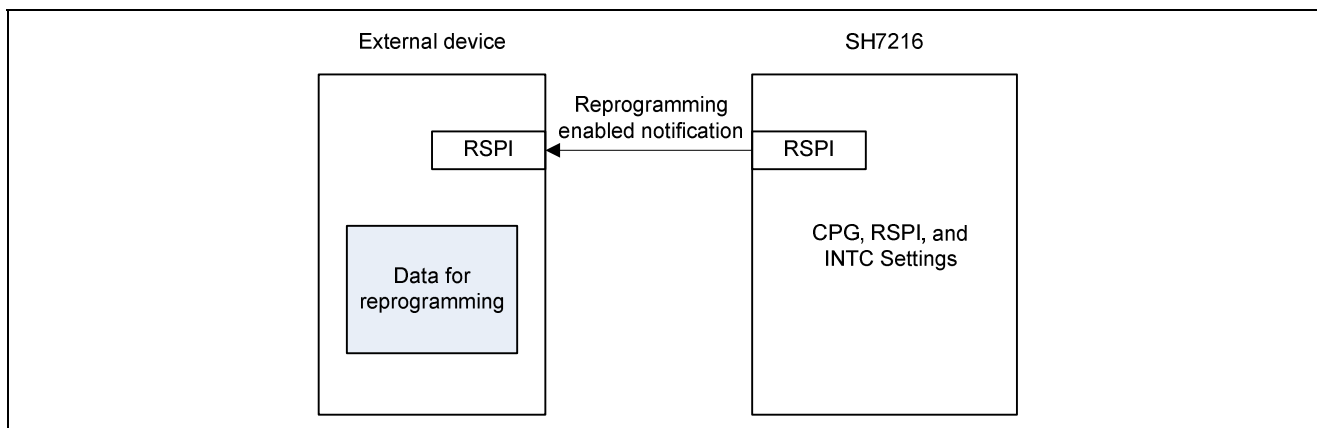 External device
SH7216
Reprogramming
enabled notification
RSPI
RSPI
CPG, RSPI, and
INTC Settings
Data for
reprogramming